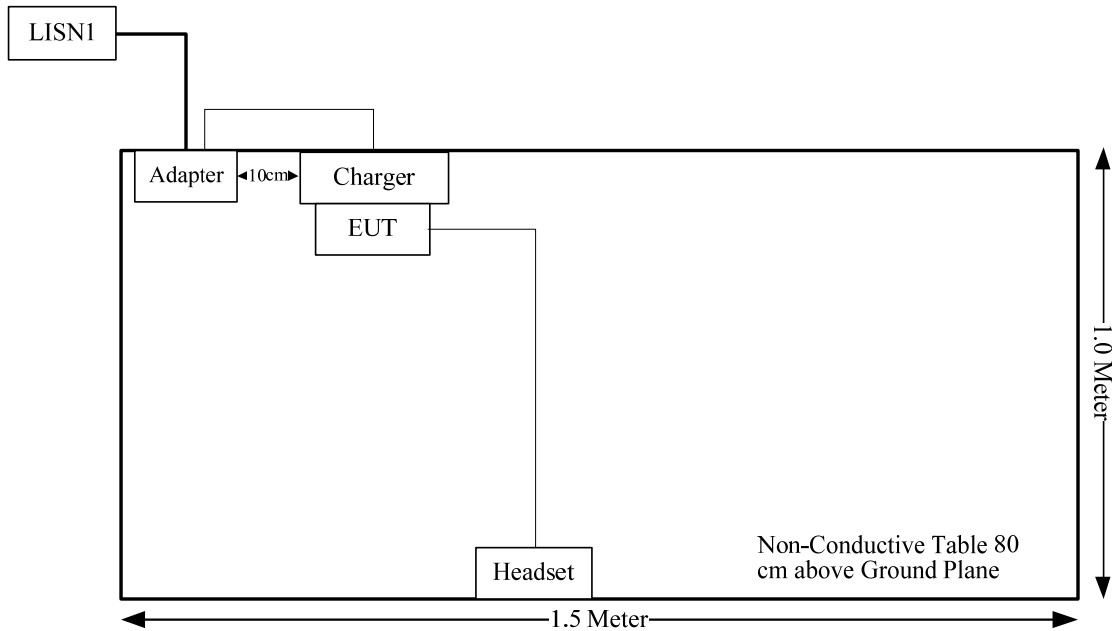 LISN1
Adapter
10cm
Charger
EUT
1.0 Meter
Headset
Non-Conductive Table 80
cm above Ground Plane
1.5 Meter